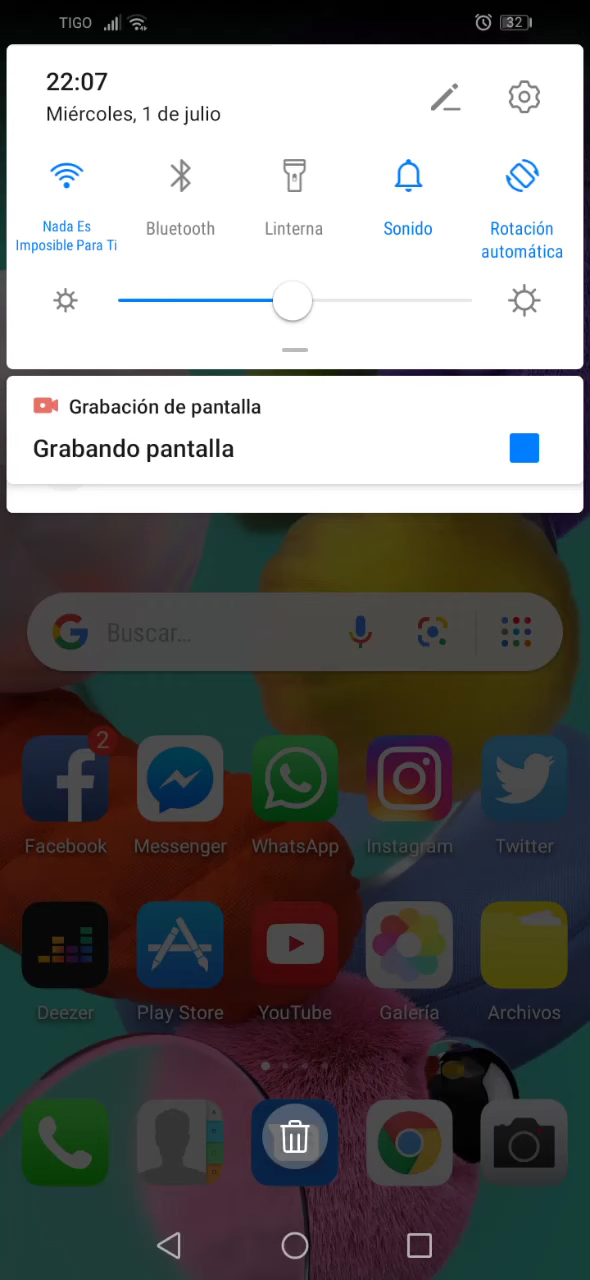 TIGO
32
22:07
Miércoles, 1 de julio
Nada Es
Imposible Para Ti
Bluetooth
Linterna
Sonido
Rotación
automática
Grabación de pantalla
Grabando pantalla
Buscar...
2
Facebook
Messenger
WhatsApp
Instagram
Twitter
Deezer
Play Store
YouTube
Galería
Archivos